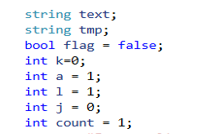 string text;
string tmp;
bool flag = false;
int k=0;
int a = 1;
int l = 1;
int j = 0;
int count = 1;